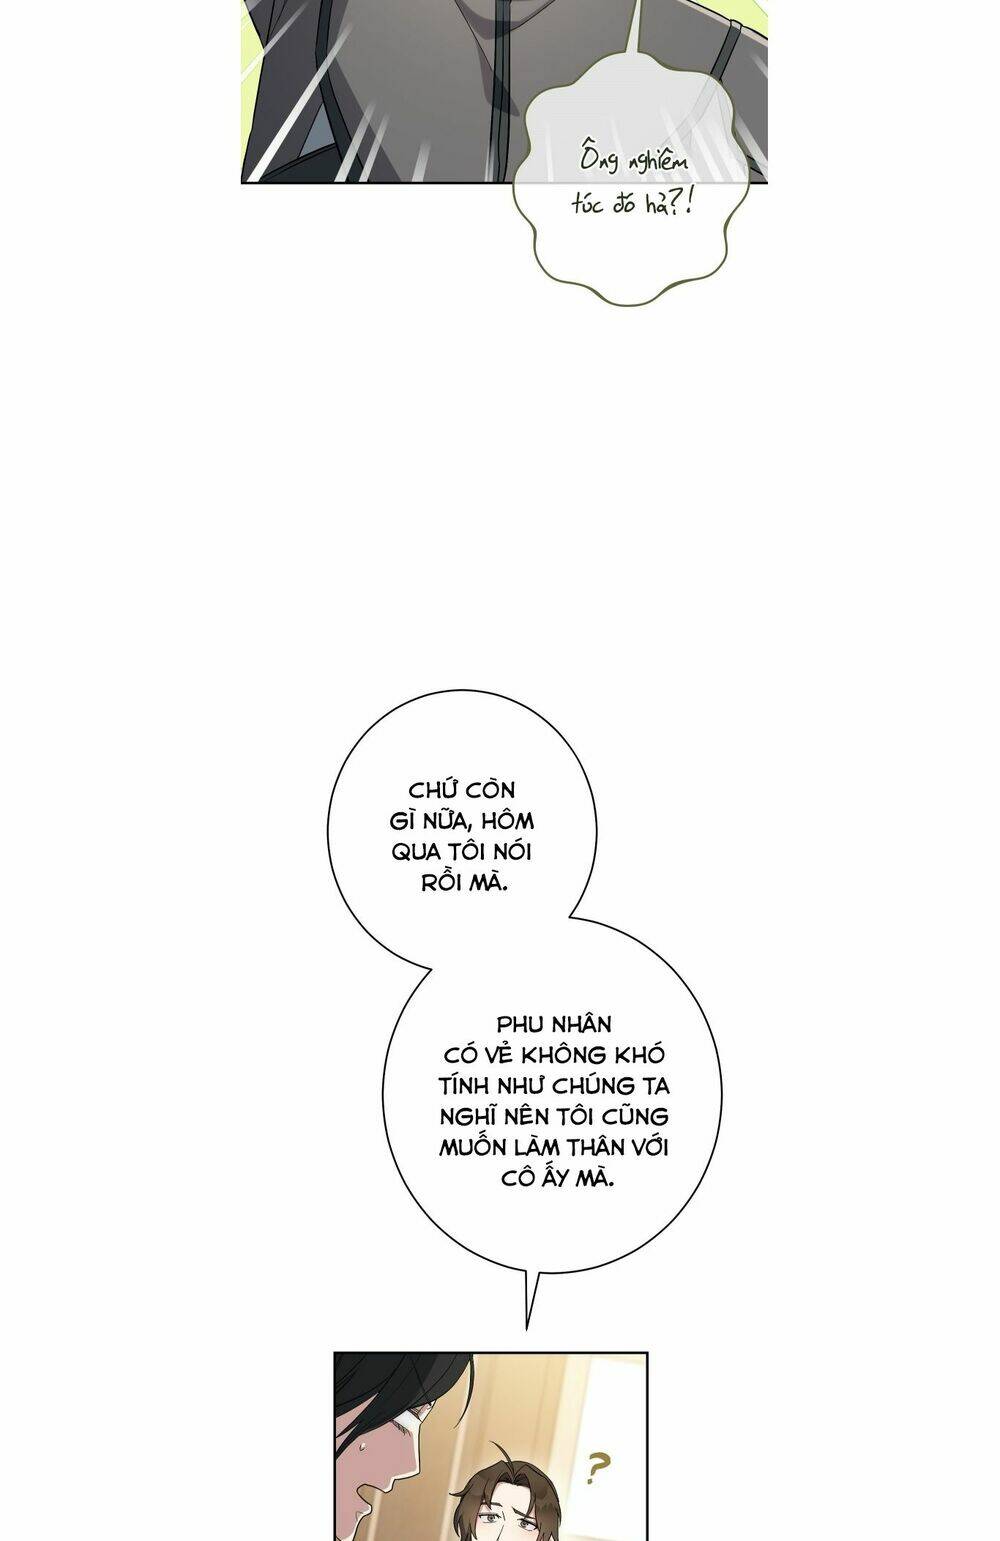 Ông nghiêm
túc đó hả?!
CHỨ CÒN
GÌ NỮA, HÔM
QUA TÔI NÓI
RỒI MÀ.
PHU NHÂN
CÓ VẺ KHÔNG KHÓ
TÍNH NHƯ CHÚNG TA
NGHĨ NÊN TÔI CŨNG
MUỐN LÀM THÂN VỚI
CÔ ẤY MÀ.
?